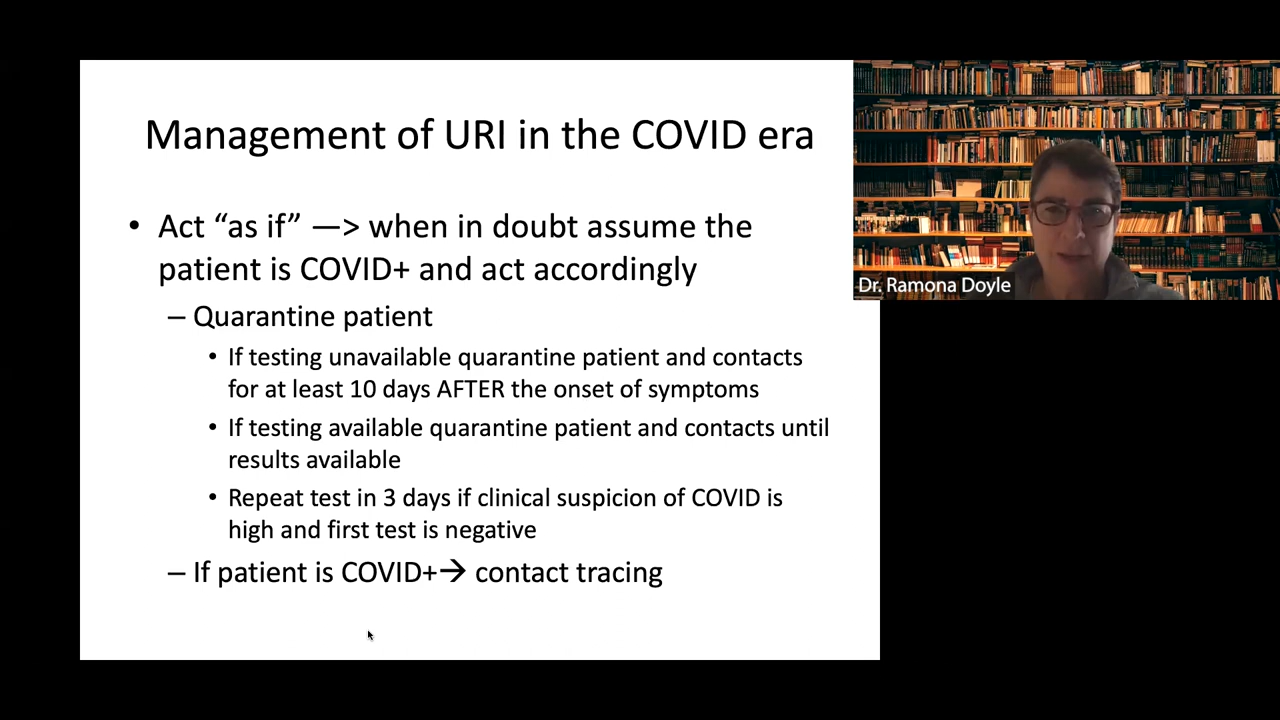 Management of URI in the COVID era
• Act “as if” —> when in doubt assume the
patient is COVID+ and act accordingly
– Quarantine patient
• If testing unavailable quarantine patient and contacts
for at least 10 days AFTER the onset of symptoms
• If testing available quarantine patient and contacts until
results available
• Repeat test in 3 days if clinical suspicion of COVID is
high and first test is negative
– If patient is COVID+→ contact tracing
Dr. Ramona Doyle